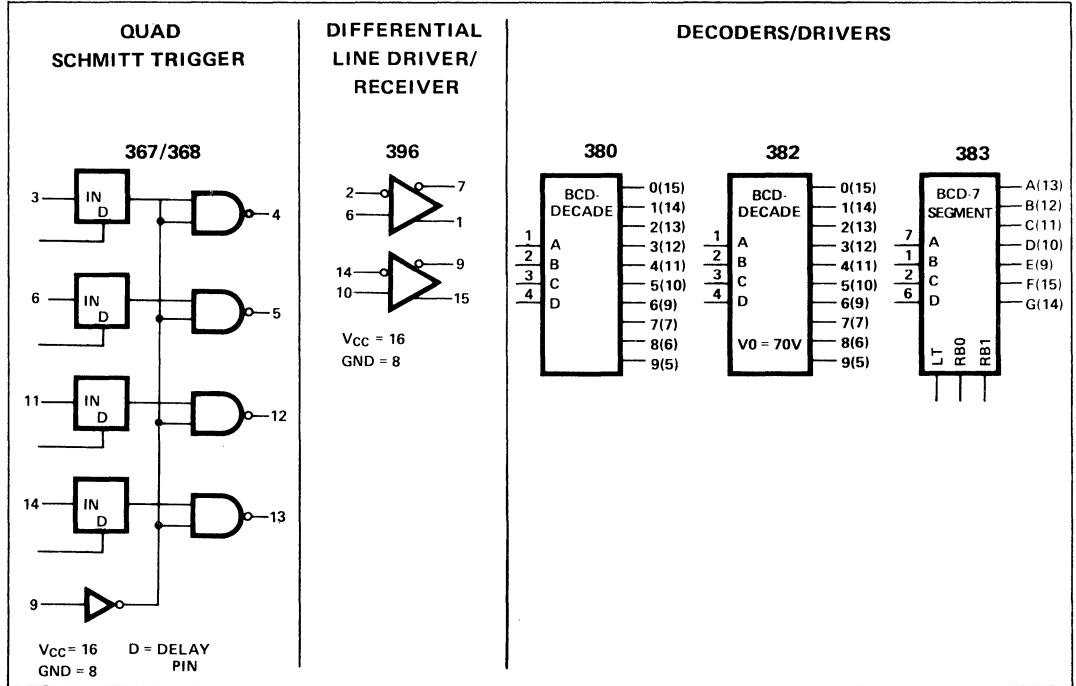 QUAD
SCHMITT TRIGGER
367/368
3
IN
D
4
6
IN
D
5
11
IN
D
12
14
IN
D
13
9
VCC = 16
GND = 8
D = DELAY
PIN
DIFFERENTIAL
LINE DRIVER/
RECEIVER
396
2
6
7
1
14
10
9
15
VCC = 16
GND = 8
DECODERS/DRIVERS
380
BCD-
DECADE
1 A
2 B
3 C
4 D
0(15)
1(14)
2(13)
3(12)
4(11)
5(10)
6(9)
7(7)
8(6)
9(5)
382
BCD-
DECADE
1 A
2 B
3 C
4 D
V0 = 70V
0(15)
1(14)
2(13)
3(12)
4(11)
5(10)
6(9)
7(7)
8(6)
9(5)
383
BCD-7
SEGMENT
7 A
1 B
2 C
6 D
A(13)
B(12)
C(11)
D(10)
E(9)
F(15)
G(14)
LT
RB0
RB1